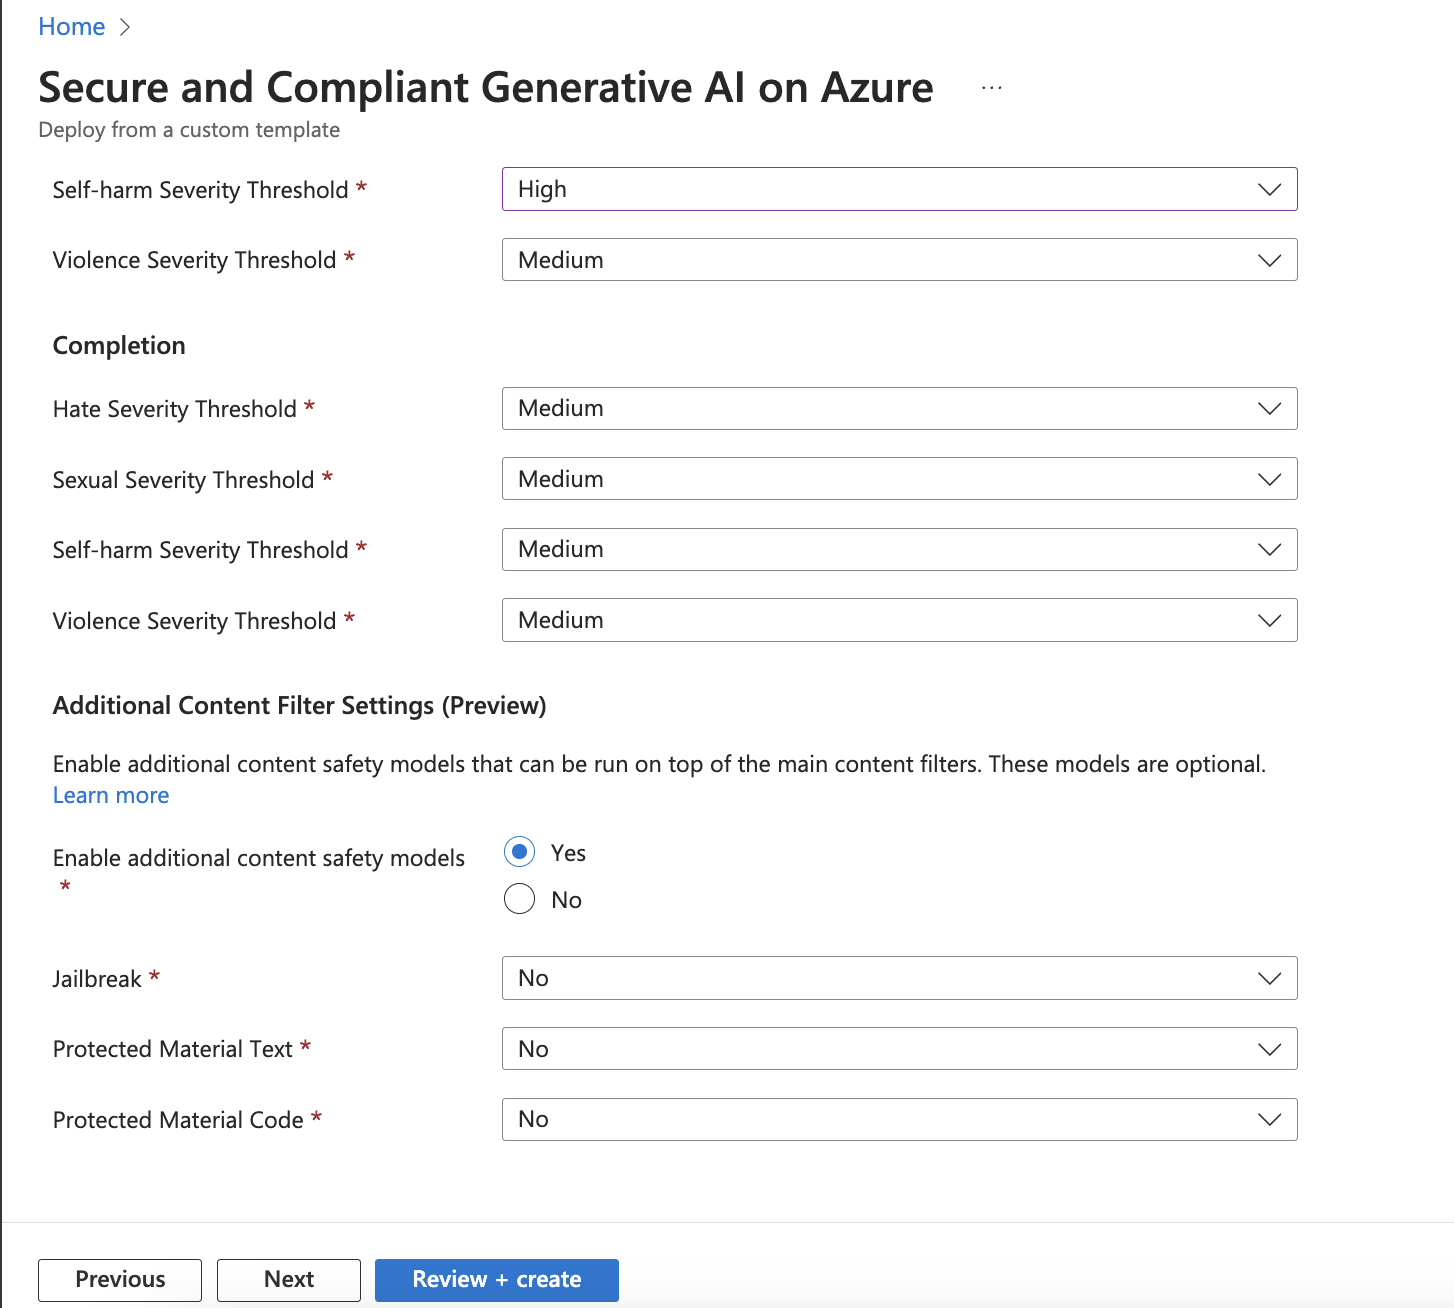 Home >
Secure and Compliant Generative AI on Azure ...
Deploy from a custom template
Self-harm Severity Threshold * High
Violence Severity Threshold * Medium
Completion
Hate Severity Threshold * Medium
Sexual Severity Threshold * Medium
Self-harm Severity Threshold * Medium
Violence Severity Threshold * Medium
Additional Content Filter Settings (Preview)
Enable additional content safety models that can be run on top of the main content filters. These models are optional.
Learn more
Enable additional content safety models
*
Yes
No
Jailbreak * No
Protected Material Text * No
Protected Material Code * No
Previous Next Review + create